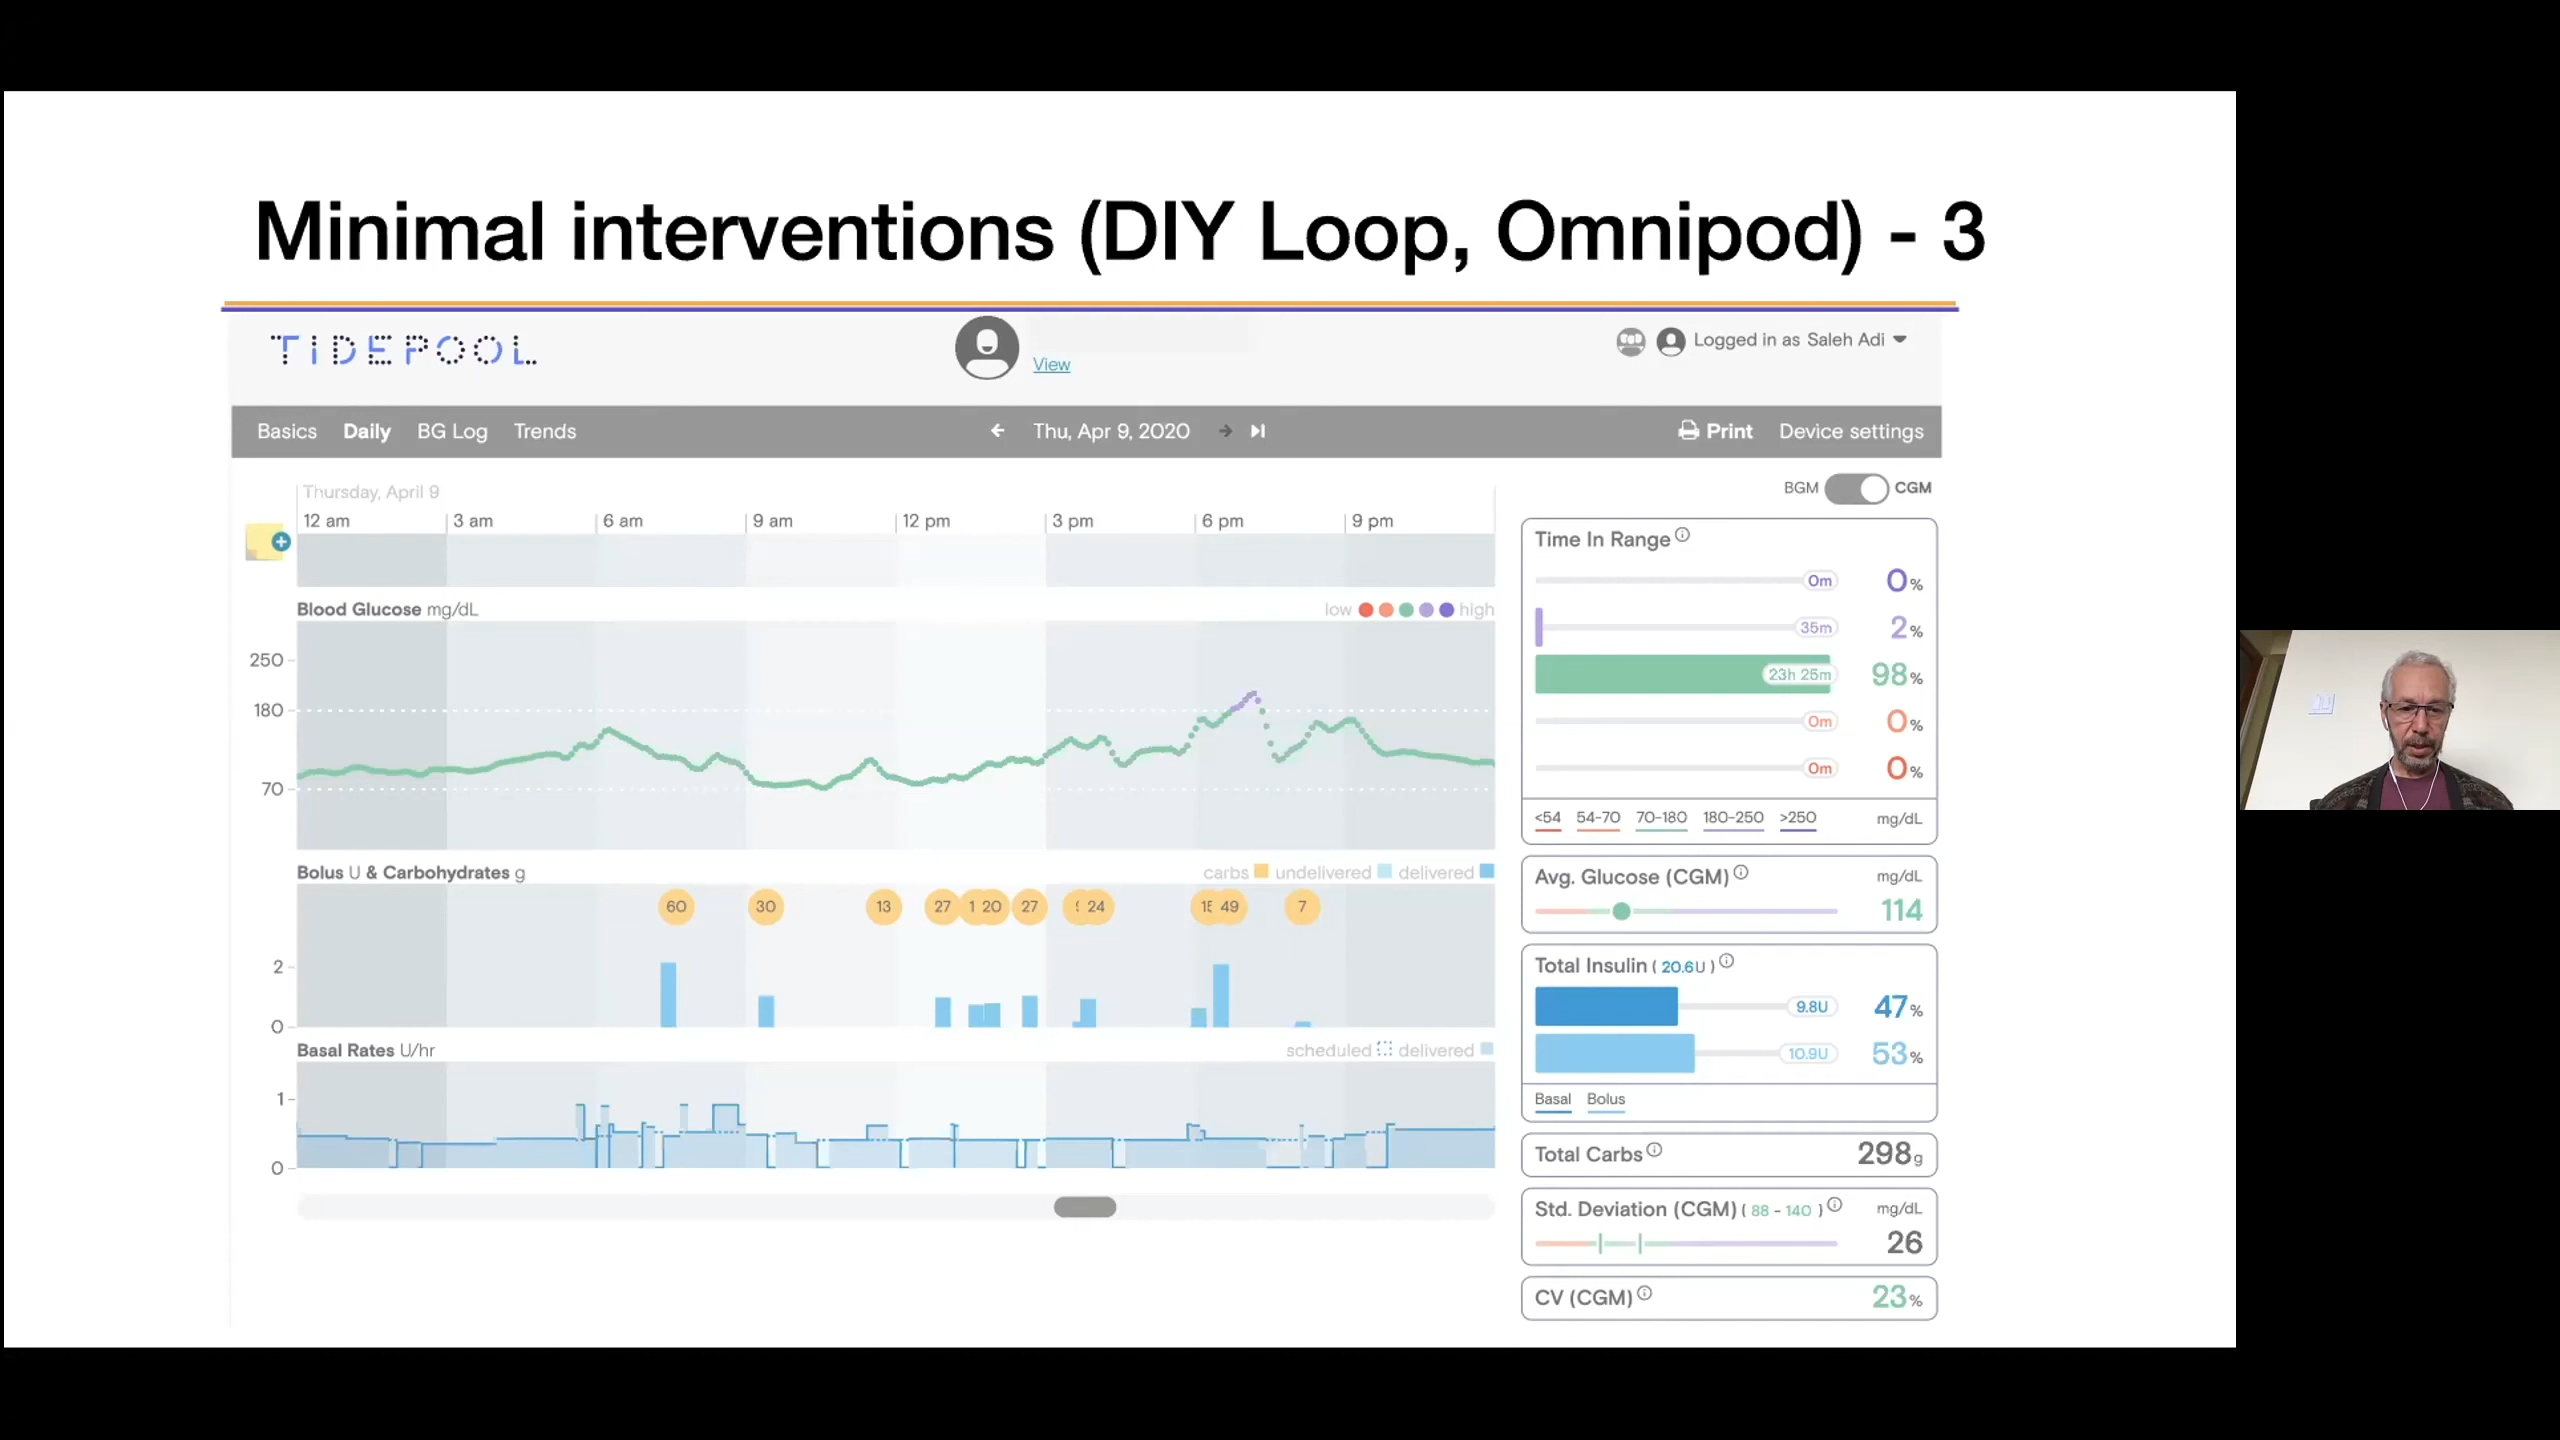 Minimal interventions (DIY Loop, Omnipod) - 3
TIDEPOOL
View
Logged in as Saleh Adi
Basics Daily BG Log Trends
Thu, Apr 9, 2020
Print Device settings
Thursday, April 9
12 am 3 am 6 am 9 am 12 pm 3 pm 6 pm 9 pm
Blood Glucose mg/dL
low high
250
180
70
Bolus U & Carbohydrates g
carbs undelivered delivered
60 30 13 27 1 20 27 24 49 7
2
0
Basal Rates U/hr
scheduled delivered
1
0
BGM CGM
Time In Range
0m 0%
35m 2%
23h 25m 98%
0m 0%
0m 0%
<54 54-70 70-180 180-250 >250 mg/dL
Avg. Glucose (CGM) mg/dL
114
Total Insulin ( 20.6U )
9.8U 47%
10.9U 53%
Basal Bolus
Total Carbs 298g
Std. Deviation (CGM) ( 88 - 140 ) mg/dL
26
CV (CGM) 23%